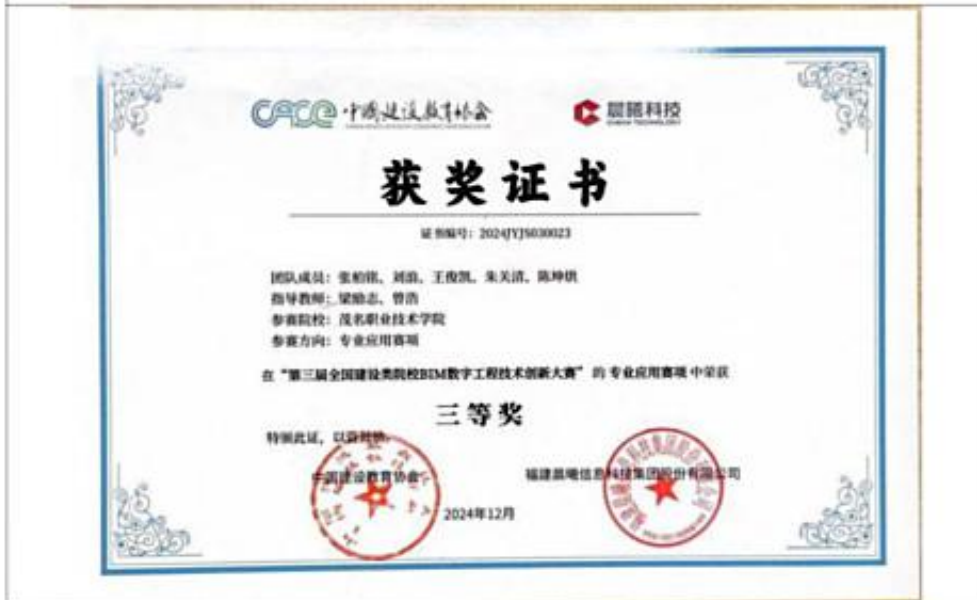 CACE 中国建设教育协会
晨曦科技
获奖证书
证书编号：2024JYJS030023
团队成员：张柏铭、刘浪、王俊凯、朱关清、陈坤
指导教师：梁励志、曾浩
参赛院校：茂名职业技术学院
参赛方向：专业应用赛项
在“第三届全国建设类院校BIM数字工程技术创新大赛”的 专业应用赛项 中荣获
三等奖
特颁此证，以资
中国建设教育协会
福建晨曦信息科技集团股份有限公司
2024年12月